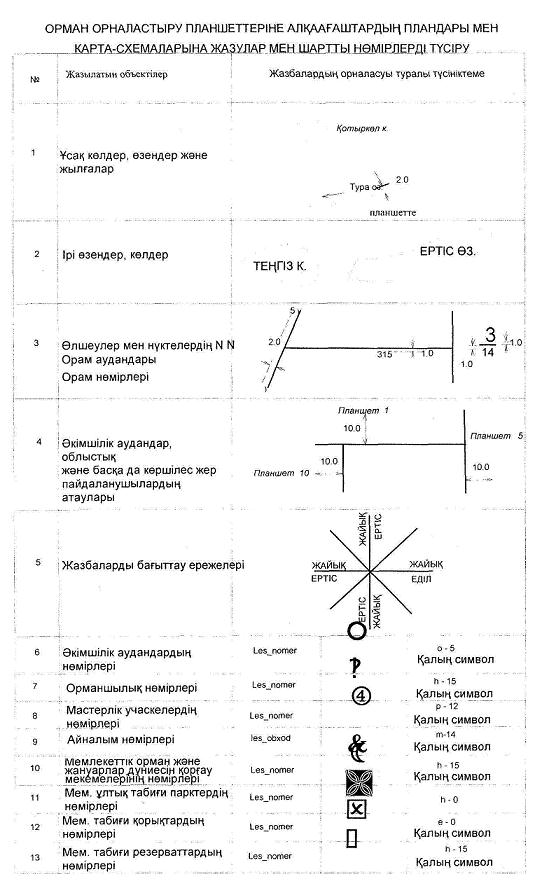 ОРМАН ОРНАЛАСТЫРУ ПЛАНШЕТТЕРІНЕ АЛҚААҒАШТАРДЫҢ ПЛАНДАРЫ МЕН
КАРТА-СХЕМАЛАРЫНА ЖАЗУЛАР МЕН ШАРТТЫ НӨМІРЛЕРДІ ТҮСІРУ
№ Жазылатын объектілер Жазбалардың орналасуы туралы түсініктеме
1 Ұсақ көлдер, өзендер және
жылғалар
Қотыркөл к.
Тура өз. 2.0
планшетте
2 Ірі өзендер, көлдер
ТЕҢГІЗ К.
ЕРТІС ӨЗ.
3 Өлшеулер мен нүктелердің N N
Орам аудандары
Орам нөмірлері
5
2.0
1
315 1.0
3
14
1.0
1.0
4 Әкімшілік аудандар,
облыстық
және басқа да көршілес жер
пайдаланушылардың
атаулары
Планшет 1
10.0
Планшет 5
10.0
Планшет 10
10.0
5 Жазбаларды бағыттау ережелері
ЖАЙЫҚ
ЕРТІС
ЖАЙЫҚ
ЕРТІС
ЖАЙЫҚ
ЕДІЛ
ЕРТІС
ЖАЙЫҚ
6 Әкімшілік аудандардың
нөмірлері
Les_nomer
о - 5
Қалың символ
7 Орманшылық нөмірлері Les_nomer
h - 15
Қалың символ
8 Мастерлік учаскелердің
нөмірлері
Les_nomer
4
р - 12
Қалың символ
9 Айналым нөмірлері les_obxod
m-14
Қалың символ
10 Мемлекеттік орман және
жануарлар дүниесін қорғау
мекемелерінің нөмірлері
Les_nomer
h - 15
Қалың символ
11 Мем. ұлтық табиғи парктердің
нөмірлері
Les_nomer
h - 0
12 Мем. табиғи қорықтардың
нөмірлері
Les_nomer
е - 0
Қалың символ
13 Мем. табиғи резерваттардың
нөмірлері
Les_nomer
h - 15
Қалың символ